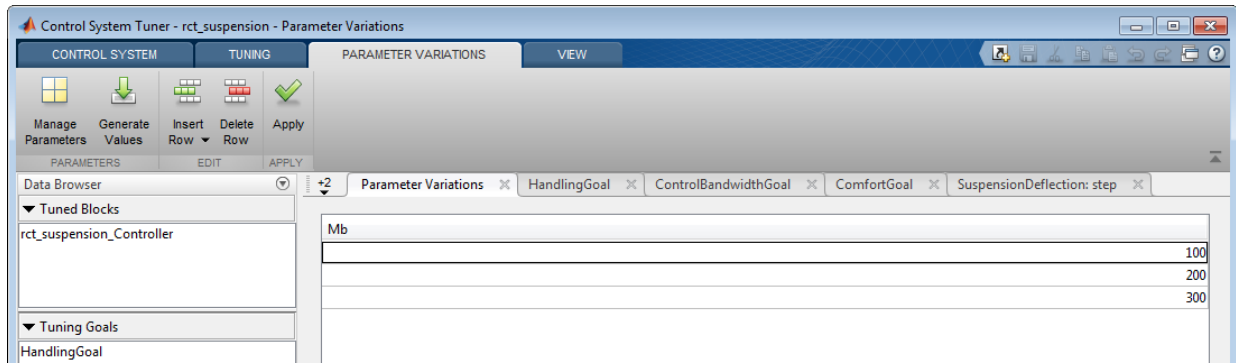 Control System Tuner - rct_suspension - Parameter Variations
CONTROL SYSTEM TUNING PARAMETER VARIATIONS VIEW
Manage Parameters Generate Values Insert Row Delete Row Apply
PARAMETERS EDIT APPLY
Data Browser
+2 Parameter Variations HandlingGoal ControlBandwidthGoal ComfortGoal SuspensionDeflection: step
Tuned Blocks
rct_suspension_Controller
Mb
100
200
300
Tuning Goals
HandlingGoal